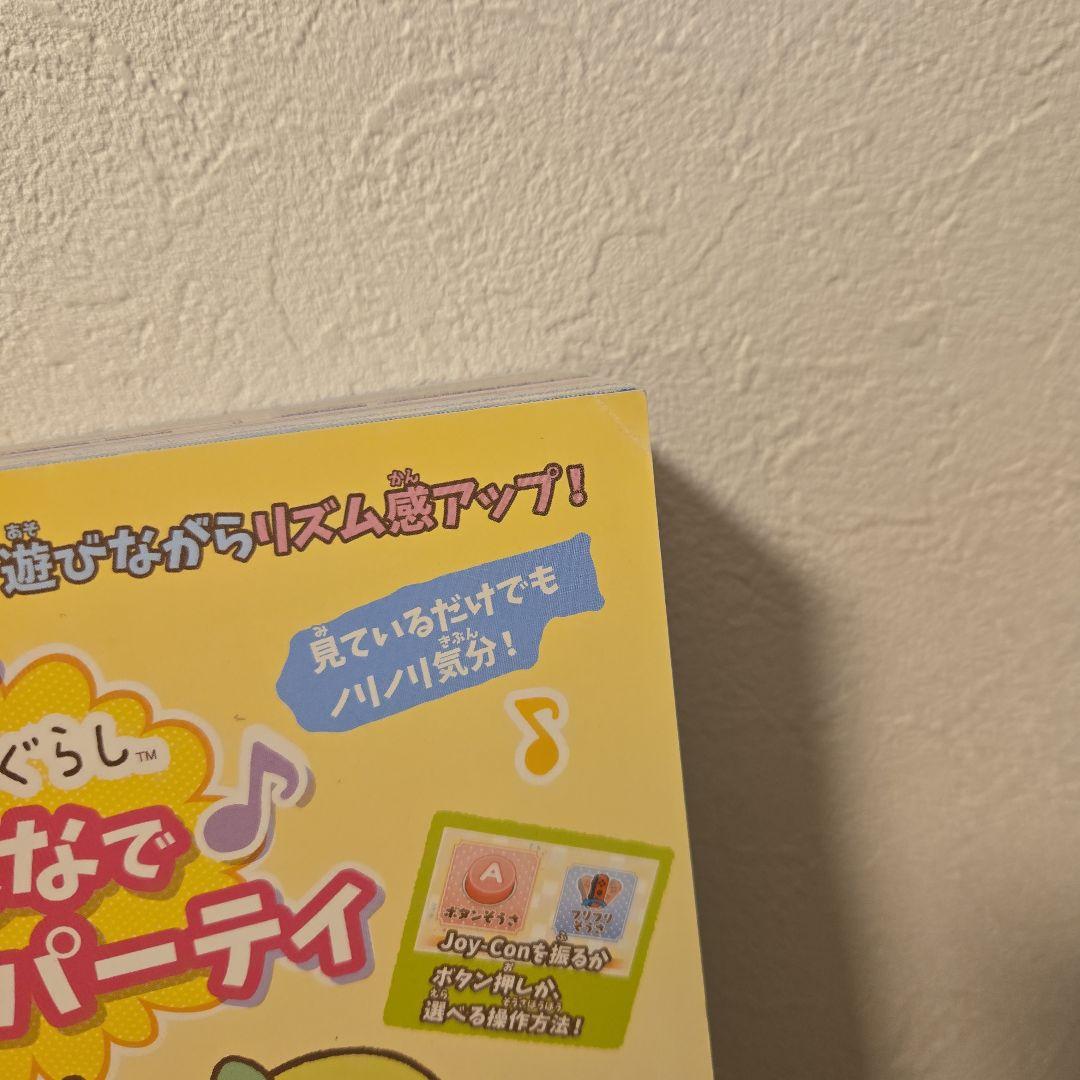 遊びながらリズム感アップ!
見ているだけでも
ノリノリ気分!
ぐらし™
なで
パーティ
A
ボタンそうさ
フリフリ
そうさ
Joy-Conを振るか
ボタン押しか、
選べる操作方法!